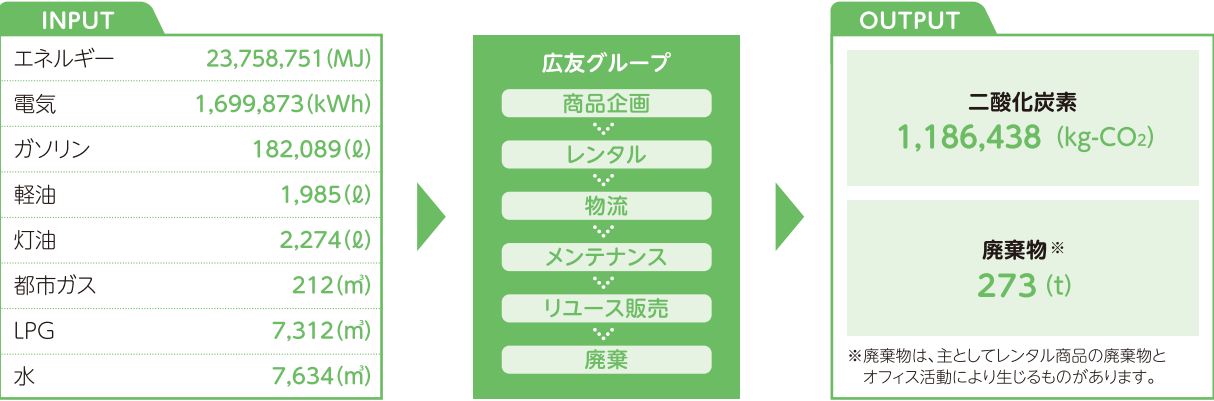 INPUT
エネルギー 23,758,751(MJ)
電気 1,699,873(kWh)
ガソリン 182,089(ℓ)
軽油 1,985(ℓ)
灯油 2,274(ℓ)
都市ガス 212(㎥)
LPG 7,312(㎥)
水 7,634(㎥)
広友グループ
商品企画
レンタル
物流
メンテナンス
リユース販売
廃棄
OUTPUT
二酸化炭素
1,186,438 (kg-CO₂)
廃棄物※
273 (t)
※廃棄物は、主としてレンタル商品の廃棄物と
オフィス活動により生じるものがあります。